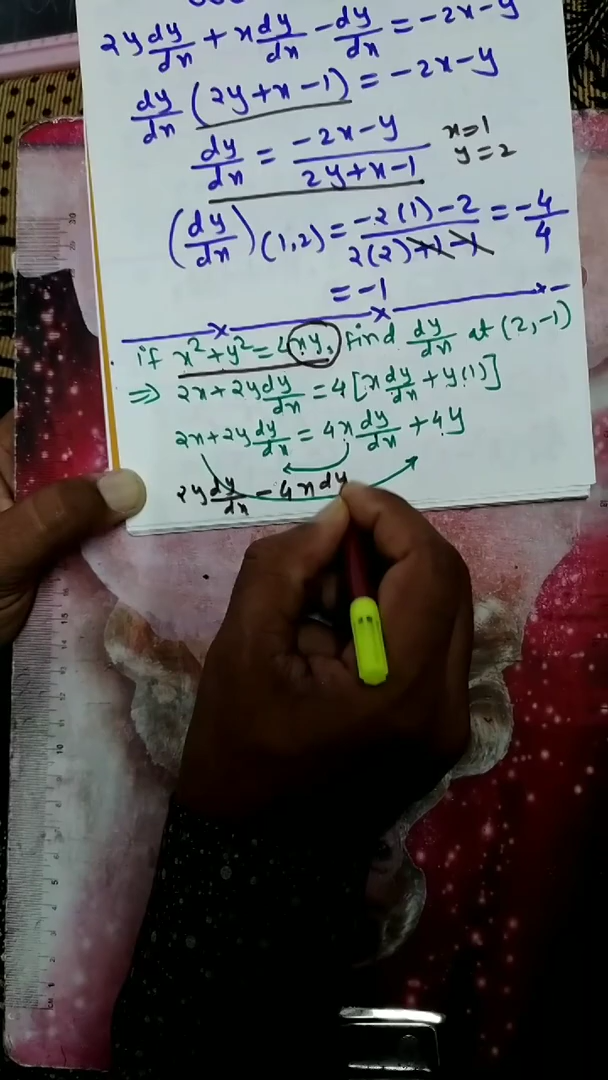 2y dy/dx + x dy/dx - dy/dx = -2x-y
dy/dx (2y+x-1) = -2x-y
dy/dx = -2x-y / 2y+x-1
x=1
y=2
(dy/dx)(1,2) = -2(1)-2 / 2(2)+1-1 = -4/4
= -1
if x²+y²=4xy, Find dy/dx at (2,-1)
⇒ 2x+2y dy/dx = 4[x dy/dx + y(1)]
2x+2y dy/dx = 4x dy/dx + 4y
2y dy/dx - 4x dy